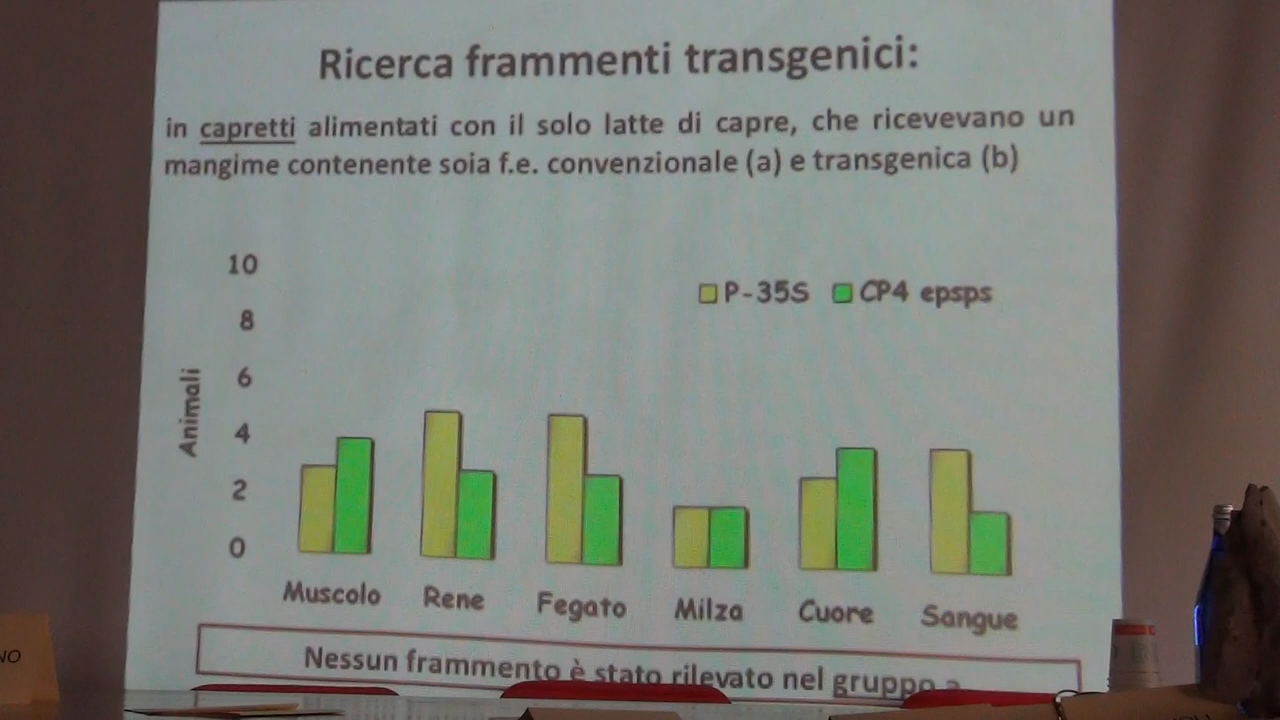 Ricerca frammenti transgenici:
in capretti alimentati con il solo latte di capre, che ricevevano un
mangime contenente soia f.e. convenzionale (a) e transgenica (b)
10
8
6
4
2
0
Animali
P-35S CP4 epsps
Muscolo Rene Fegato Milza Cuore Sangue
Nessun frammento è stato rilevato nel gruppo a
NO